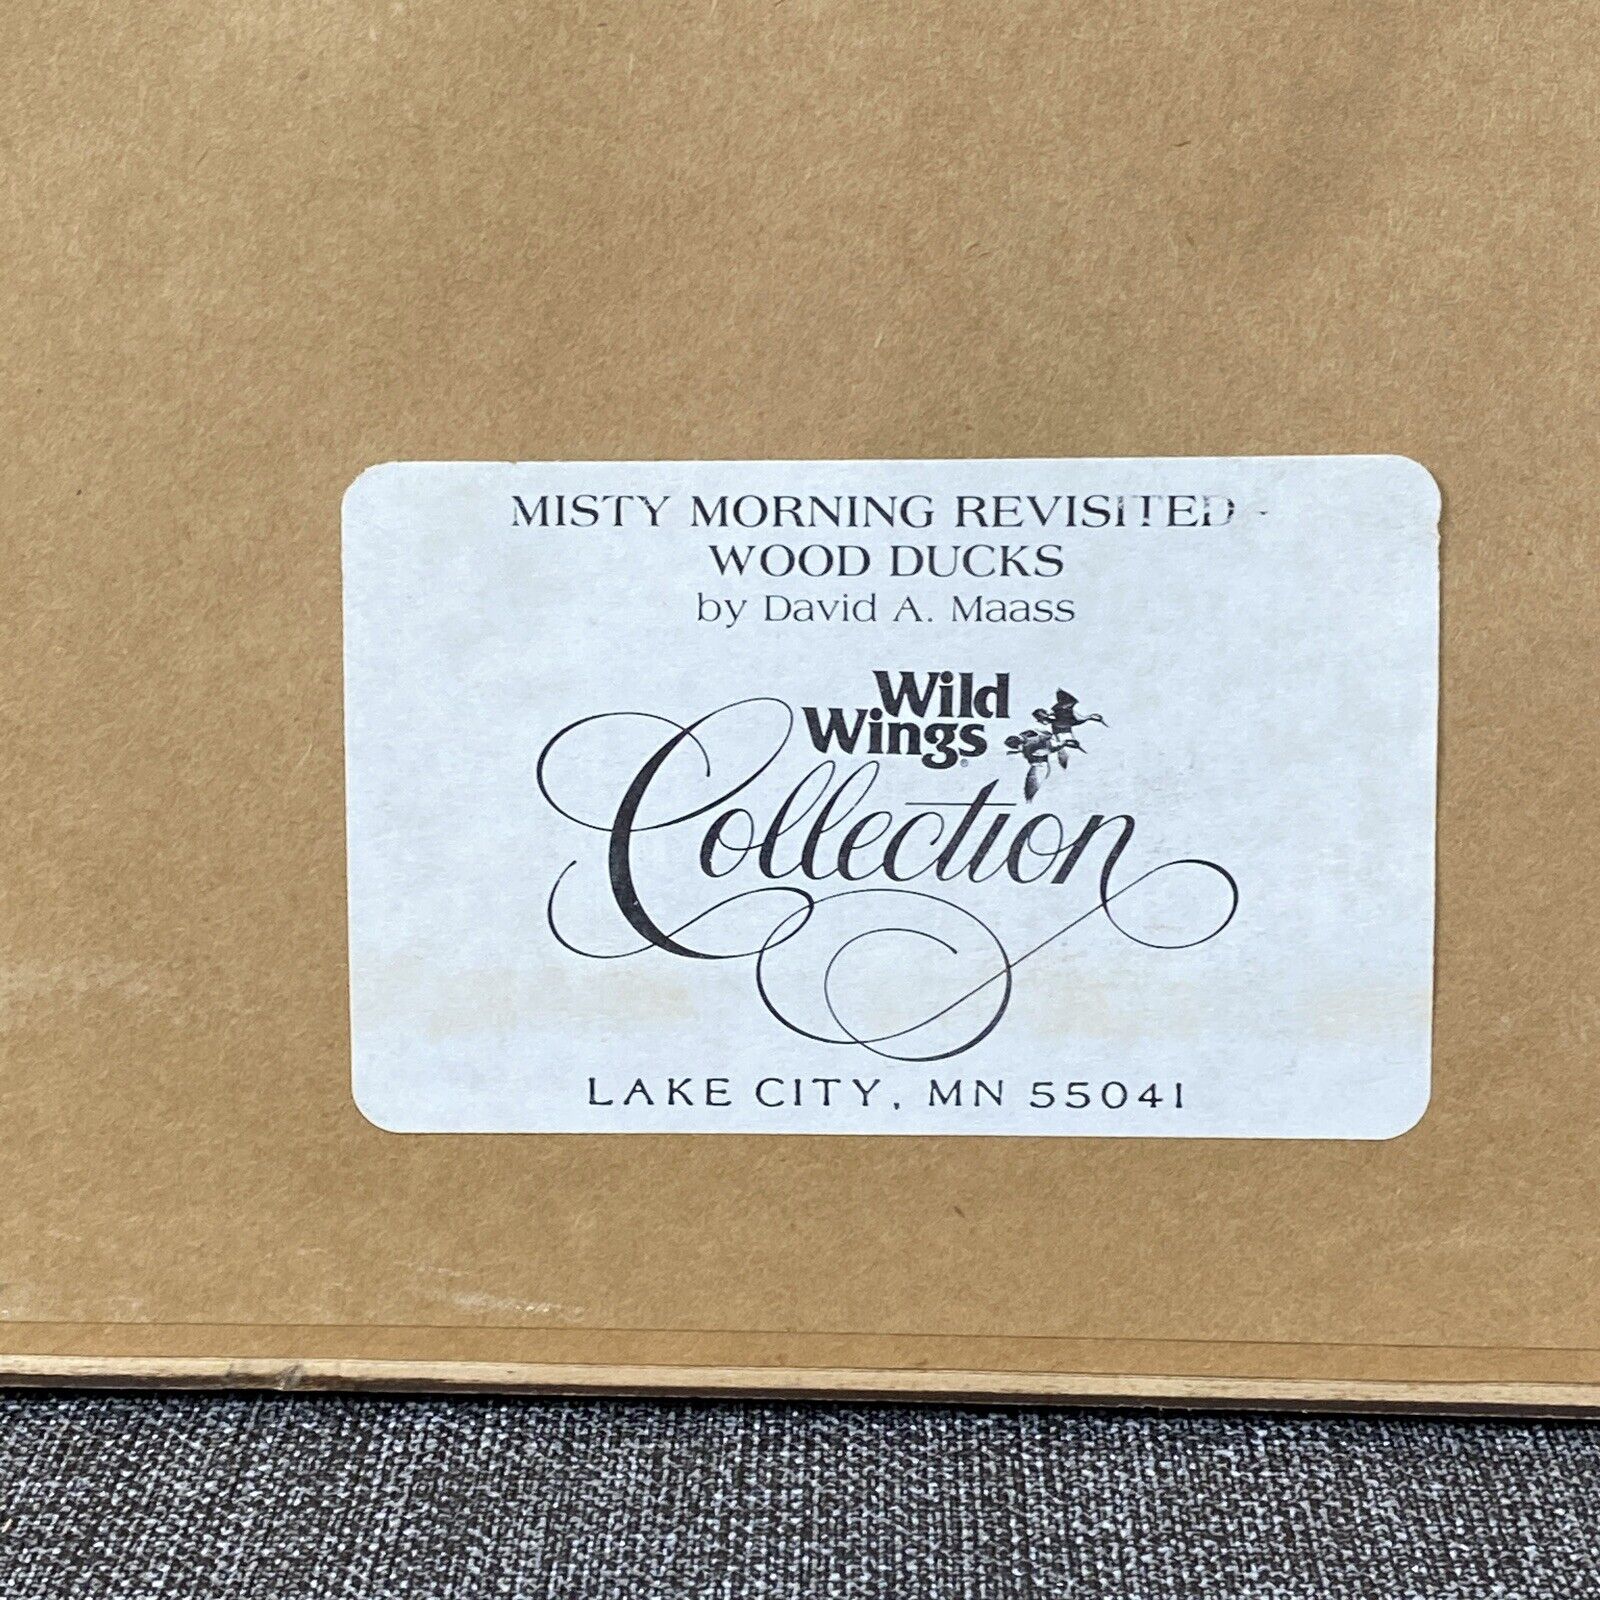 MISTY MORNING REVISITED -
WOOD DUCKS
by David A. Maass
Wild
Wings®
Collection
LAKE CITY, MN 55041